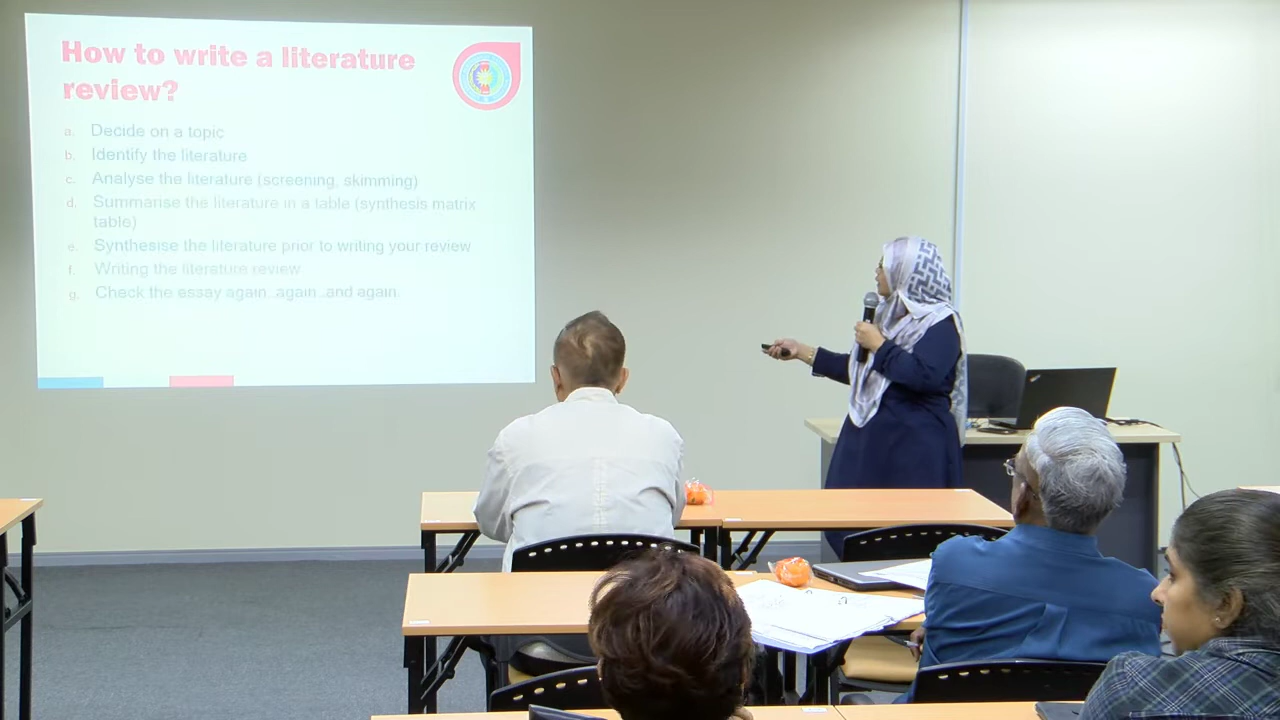 How to write a literature
review?
a. Decide on a topic
b. Identify the literature
c. Analyse the literature (screening, skimming)
d. Summarise the literature in a table (synthesis matrix
table)
e. Synthesise the literature prior to writing your review
f. Writing the literature review
g. Check the essay again, again ..and again.